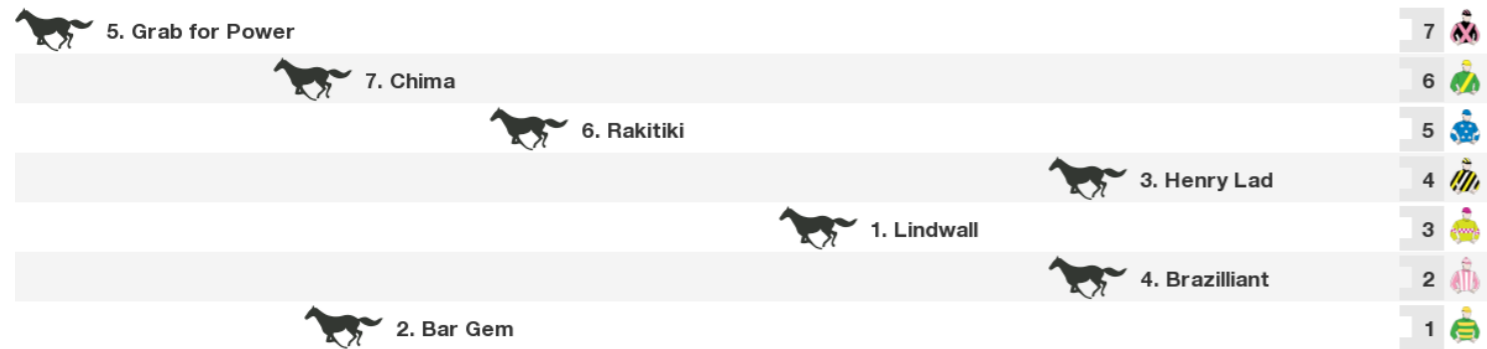 5. Grab for Power 7
7. Chima 6
6. Rakitiki 5
3. Henry Lad 4
1. Lindwall 3
4. Brazilliant 2
2. Bar Gem 1